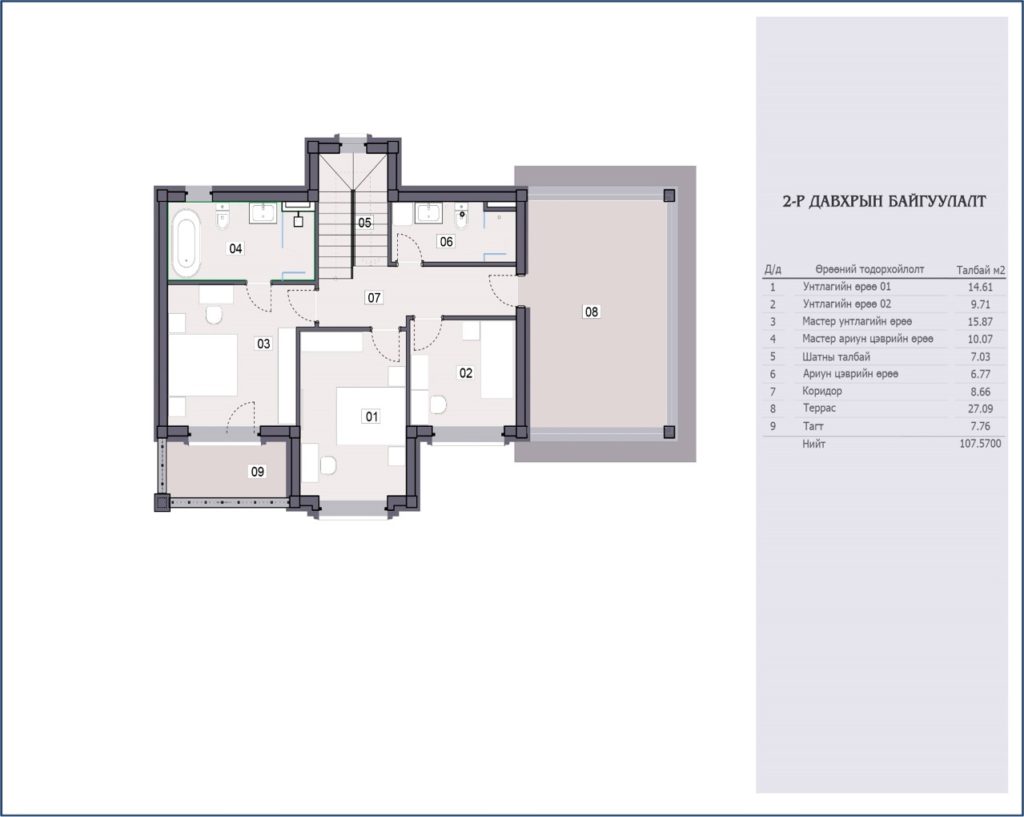 05
04
06
07
08
03
02
01
09
2-Р ДАВХРЫН БАЙГУУЛАЛТ
Д/д Өрөөний тодорхойлолт Талбай м2
1 Унтлагийн өрөө 01 14.61
2 Унтлагийн өрөө 02 9.71
3 Мастер унтлагийн өрөө 15.87
4 Мастер ариун цэврийн өрөө 10.07
5 Шатны талбай 7.03
6 Ариун цэврийн өрөө 6.77
7 Коридор 8.66
8 Террас 27.09
9 Тагт 7.76
Нийт 107.5700